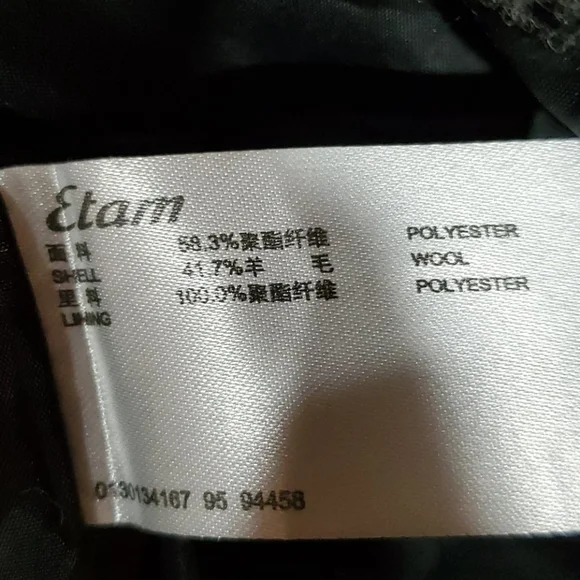 Etam
面料 58.3%聚酯纤维 POLYESTER
SHELL 41.7%羊 毛 WOOL
里料 100.0%聚酯纤维 POLYESTER
LINING
95 94458